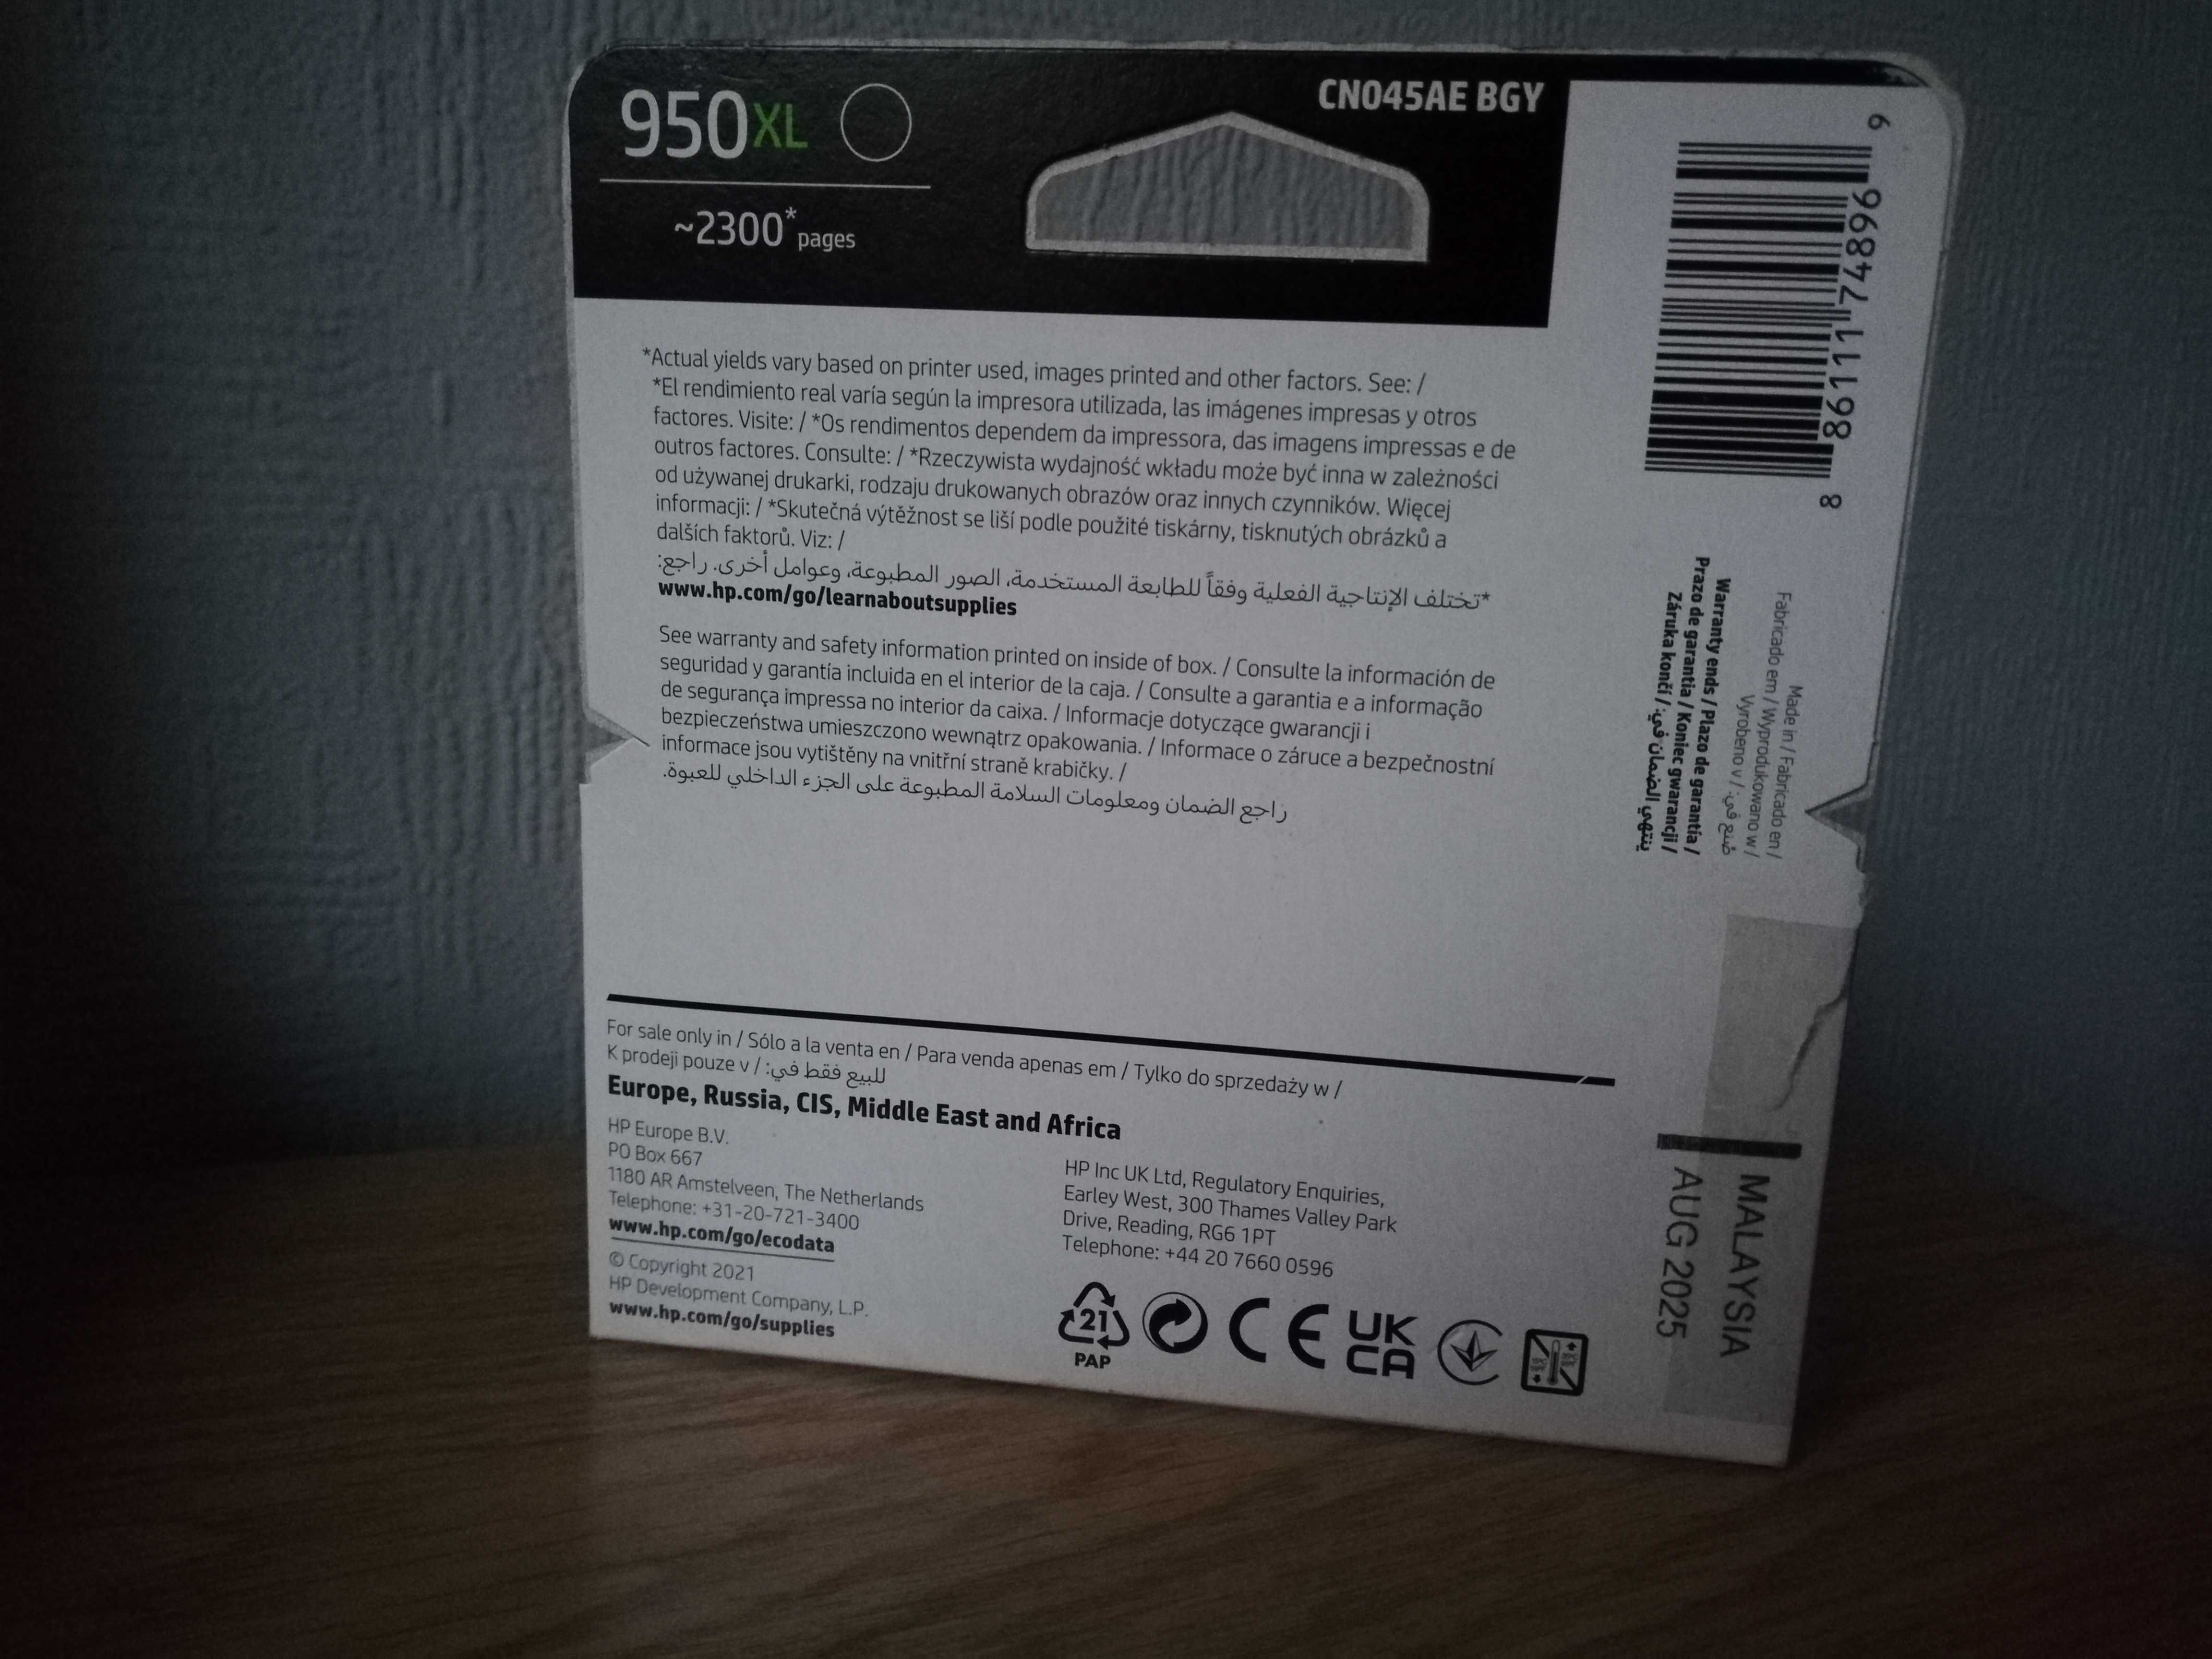 950XL
~2300* pages
CN045AE BGY
*Actual yields vary based on printer used, images printed and other factors. See: /
*El rendimiento real varía según la impresora utilizada, las imágenes impresas y otros
factores. Visite: / *Os rendimentos dependem da impressora, das imagens impressas e de
outros factores. Consulte: / *Rzeczywista wydajność wkładu może być inna w zależności
od używanej drukarki, rodzaju drukowanych obrazów oraz innych czynników. Więcej
informacji: / *Skutečná výtěžnost se liší podle použité tiskárny, tisknutých obrázků a
dalších faktorů. Viz: /
*تختلف الإنتاجية الفعلية وفقاً للطابعة المستخدمة، الصور المطبوعة، وعوامل أخرى. راجع:
www.hp.com/go/learnaboutsupplies
See warranty and safety information printed on inside of box. / Consulte la información de
seguridad y garantía incluida en el interior de la caja. / Consulte a garantia e a informação
de segurança impressa no interior da caixa. / Informacje dotyczące gwarancji i
bezpieczeństwa umieszczono wewnątrz opakowania. / Informace o záruce a bezpečnostní
informace jsou vytištěny na vnitřní straně krabičky. /
راجع الضمان ومعلومات السلامة المطبوعة على الجزء الداخلي للعبوة.
For sale only in / Sólo a la venta en / Para venda apenas em / Tylko do sprzedaży w /
K prodeji pouze v / للبيع فقط في:
Europe, Russia, CIS, Middle East and Africa
HP Europe B.V.
PO Box 667
1180 AR Amstelveen, The Netherlands
Telephone: +31-20-721-3400
www.hp.com/go/ecodata
© Copyright 2021
HP Development Company, L.P.
www.hp.com/go/supplies
HP Inc UK Ltd, Regulatory Enquiries,
Earley West, 300 Thames Valley Park
Drive, Reading, RG6 1PT
Telephone: +44 20 7660 0596
21
PAP
CE
UK
CA
6 998471 1861 8
Made in / Fabricado en /
Fabricado em / Wyprodukowano w /
Vyrobeno v / صُنع في:
Warranty ends / Plazo de garantía /
Prazo de garantia / Koniec gwarancji /
Záruka končí / ينتهي الضمان في:
MALAYSIA
AUG 2025